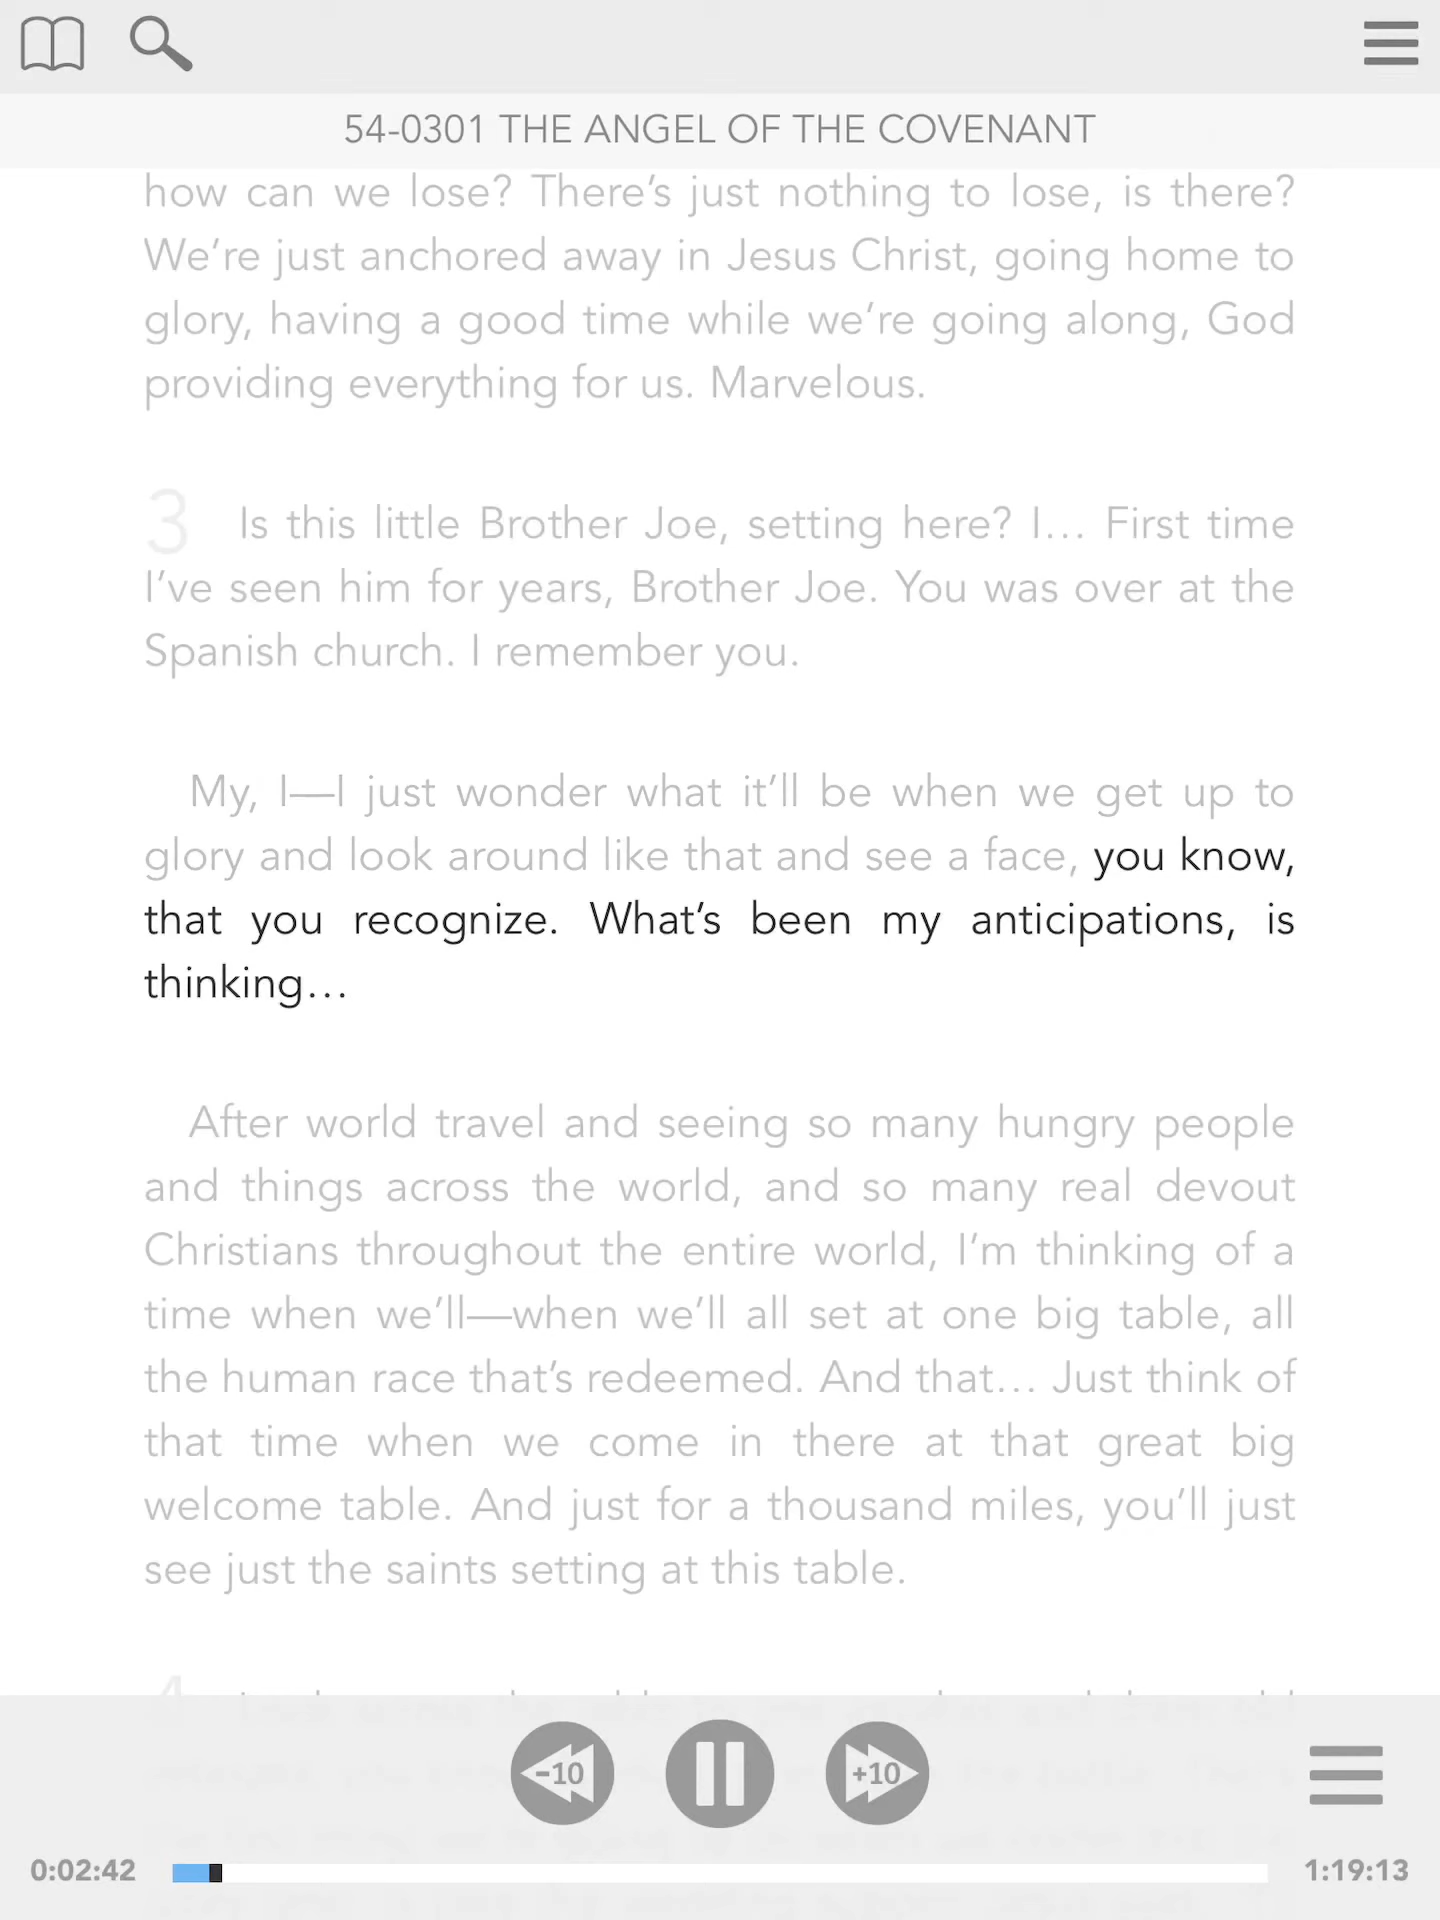 54-0301 THE ANGEL OF THE COVENANT
how can we lose? There’s just nothing to lose, is there?
We’re just anchored away in Jesus Christ, going home to
glory, having a good time while we’re going along, God
providing everything for us. Marvelous.
3 Is this little Brother Joe, setting here? I… First time
I’ve seen him for years, Brother Joe. You was over at the
Spanish church. I remember you.
My, I—I just wonder what it’ll be when we get up to
glory and look around like that and see a face, you know,
that you recognize. What’s been my anticipations, is
thinking…
After world travel and seeing so many hungry people
and things across the world, and so many real devout
Christians throughout the entire world, I’m thinking of a
time when we’ll—when we’ll all set at one big table, all
the human race that’s redeemed. And that… Just think of
that time when we come in there at that great big
welcome table. And just for a thousand miles, you’ll just
see just the saints setting at this table.
4
-10
+10
0:02:42
1:19:13